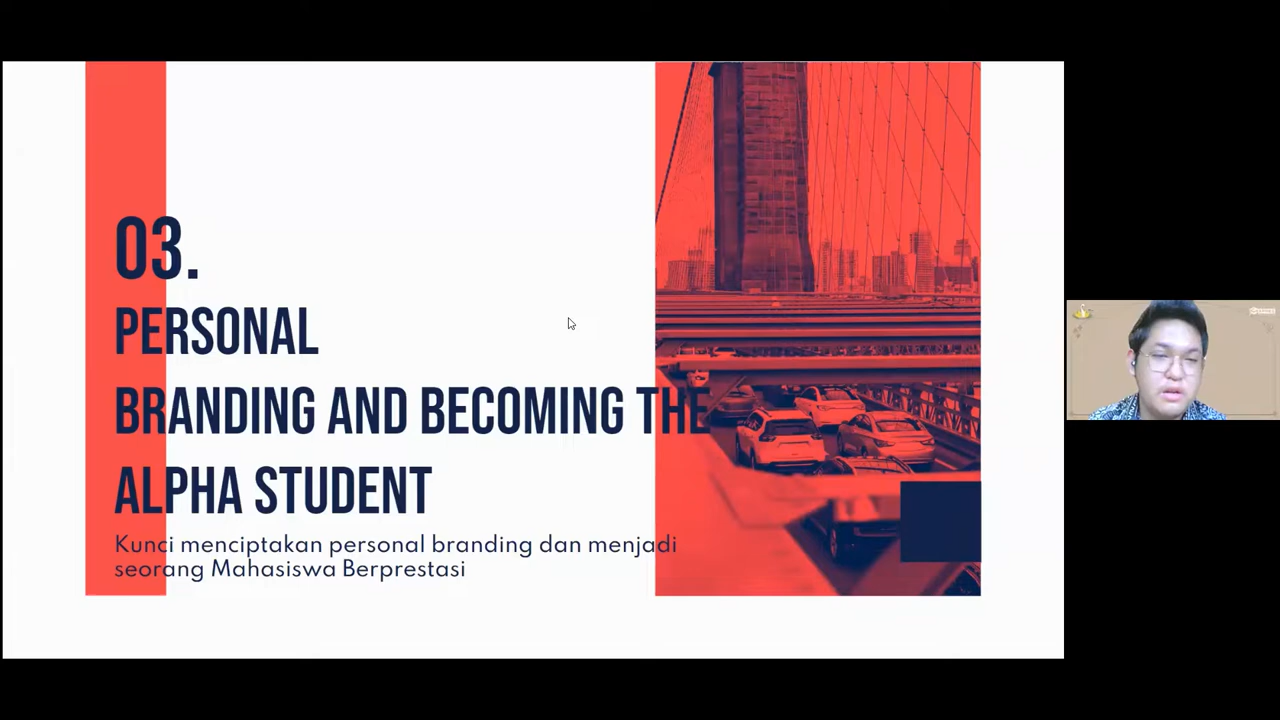 03.
PERSONAL
BRANDING AND BECOMING THE
ALPHA STUDENT
Kunci menciptakan personal branding dan menjadi
seorang Mahasiswa Berprestasi